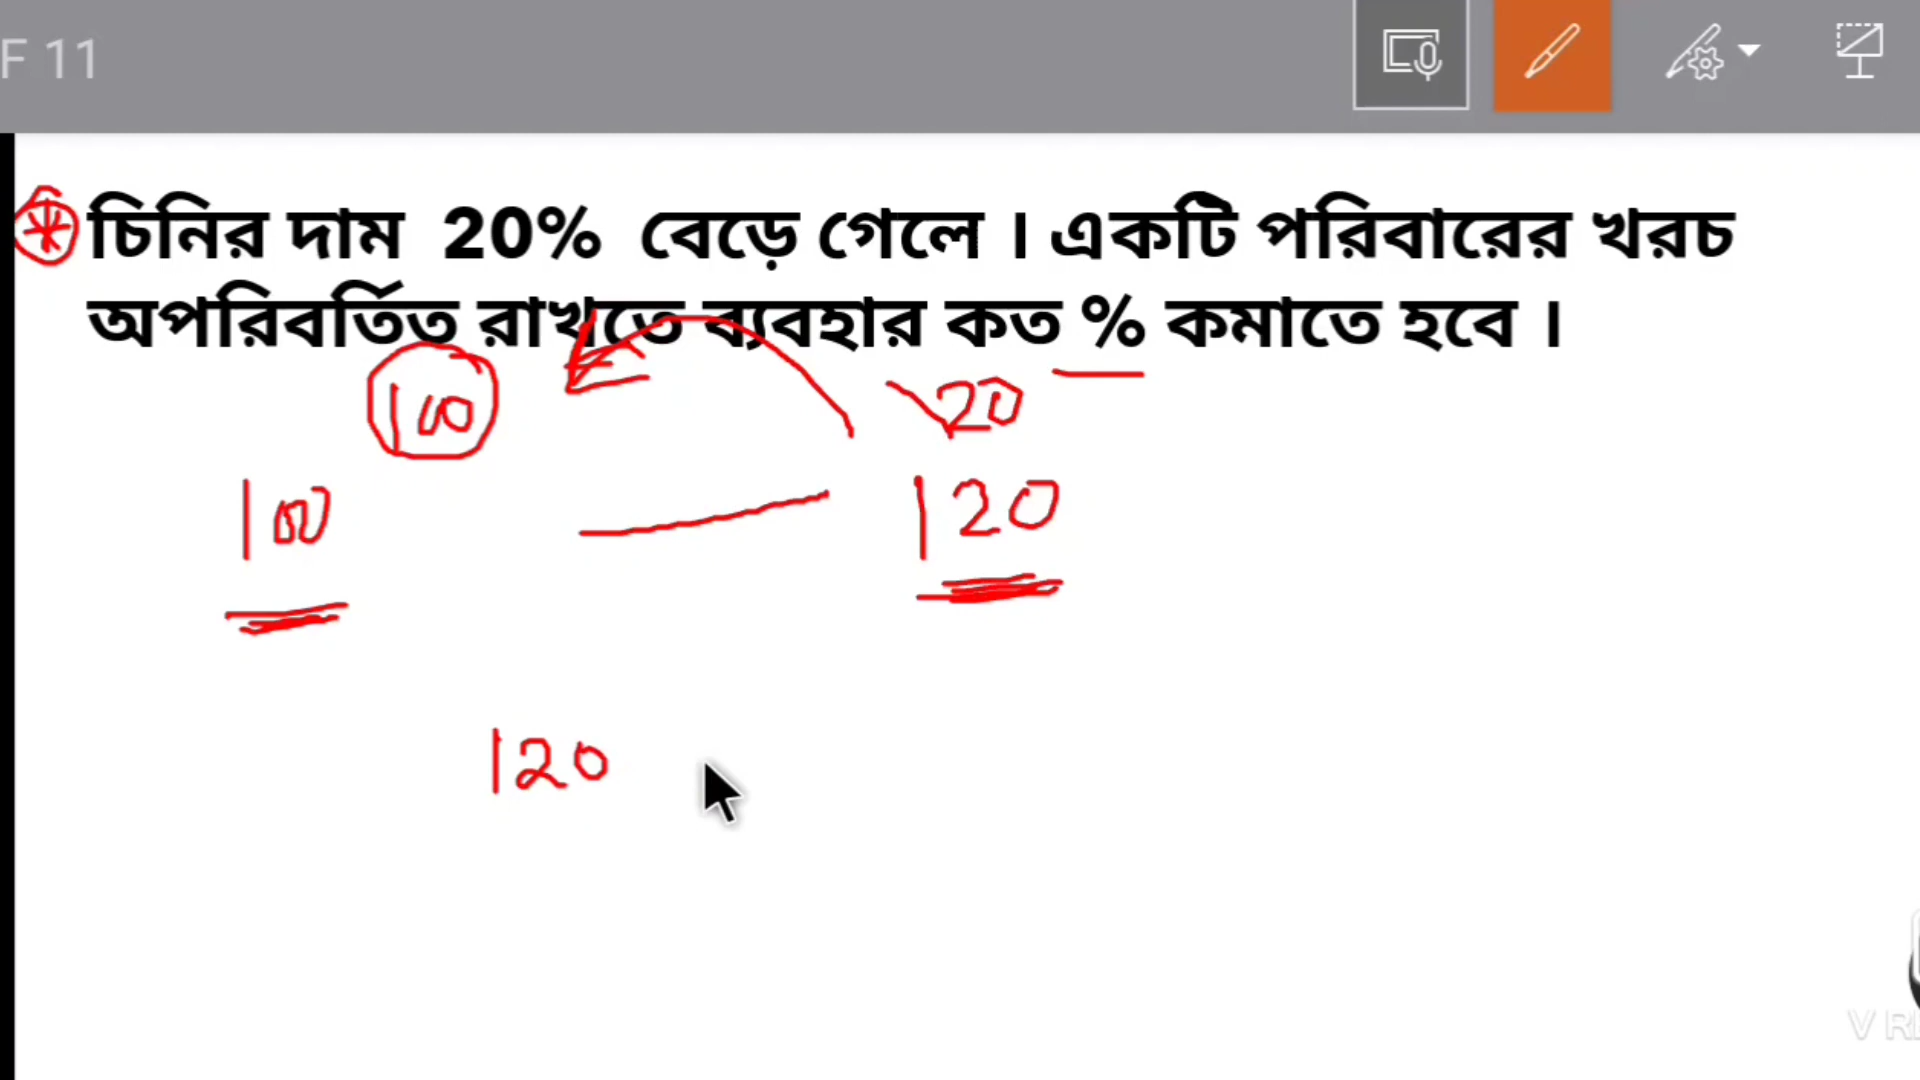 F 11
চিনির দাম 20% বেড়ে গেলে । একটি পরিবারের খরচ
অপরিবর্তিত রাখতে ব্যবহার কত % কমাতে হবে ।
100 20
100 — 120
120